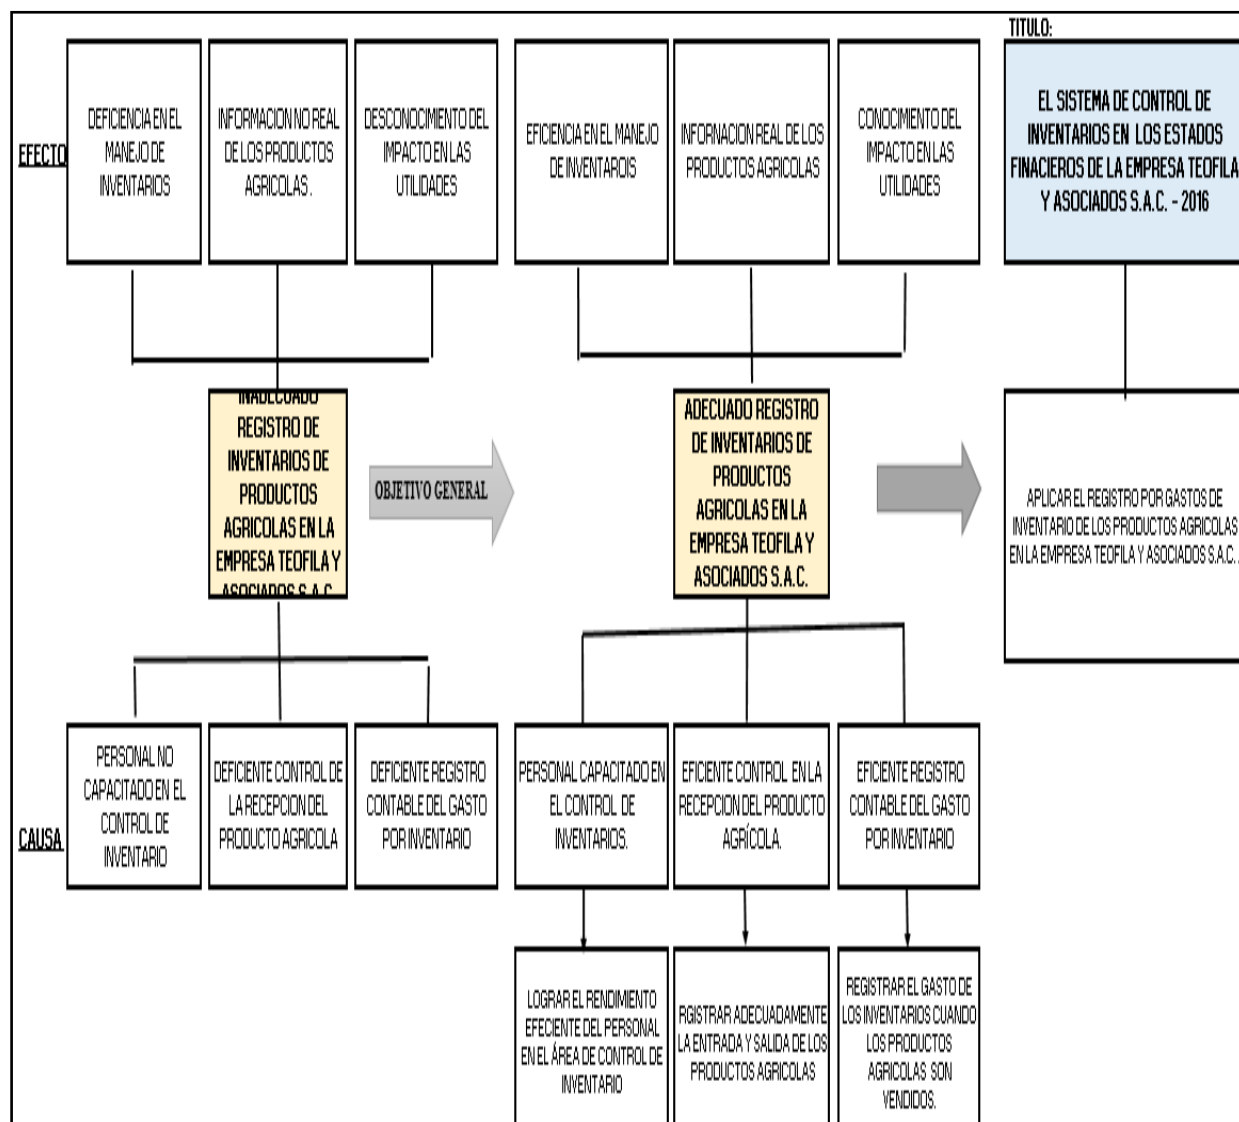 TITULO:
EFECTO
DEFICIENCIA EN EL
MANEJO DE
INVENTARIOS
INFORMACION NO REAL
DE LOS PRODUCTOS
AGRICOLAS .
DESCONOCIMIENTO DEL
IMPACTO EN LAS
UTILIDADES
EFICIENCIA EN EL MANEJO
DE INVENTAROIS
INFORNACION REAL DE LOS
PRODUCTOS AGRICOLAS
CONOCIMIENTO DEL
IMPACTO EN LAS
UTILIDADES
EL SISTEMA DE CONTROL DE
INVENTARIOS EN LOS ESTADOS
FINACIEROS DE LA EMPRESA TEOFILA
Y ASOCIADOS S.A.C. - 2016
INADECUADO
REGISTRO DE
INVENTARIOS DE
PRODUCTOS
AGRICOLAS EN LA
EMPRESA TEOFILA Y
ASOCIADOS S.A.C.
OBJETIVO GENERAL
ADECUADO REGISTRO
DE INVENTARIOS DE
PRODUCTOS
AGRICOLAS EN LA
EMPRESA TEOFILA Y
ASOCIADOS S.A.C.
APLICAR EL REGISTRO POR GASTOS DE
INVENTARIO DE LOS PRODUCTOS AGRICOLAS
EN LA EMPRESA TEOFILA Y ASOCIADOS S.A.C. .
CAUSA
PERSONAL NO
CAPACITADO EN EL
CONTROL DE
INVENTARIO
DEFICIENTE CONTROL DE
LA RECEPCION DEL
PRODUCTO AGRICOLA
DEFICIENTE REGISTRO
CONTABLE DEL GASTO
POR INVENTARIO
PERSONAL CAPACITADO EN
EL CONTROL DE
INVENTARIOS.
EFICIENTE CONTROL EN LA
RECEPCION DEL PRODUCTO
AGRÍCOLA.
EFICIENTE REGISTRO
CONTABLE DEL GASTO
POR INVENTARIO
LOGRAR EL RENDIMIENTO
EFECIENTE DEL PERSONAL
EN EL ÁREA DE CONTROL DE
INVENTARIO
RGISTRAR ADECUADAMENTE
LA ENTRADA Y SALIDA DE LOS
PRODUCTOS AGRICOLAS
REGISTRAR EL GASTO DE
LOS INVENTARIOS CUANDO
LOS PRODUCTOS
AGRICOLAS SON
VENDIDOS.